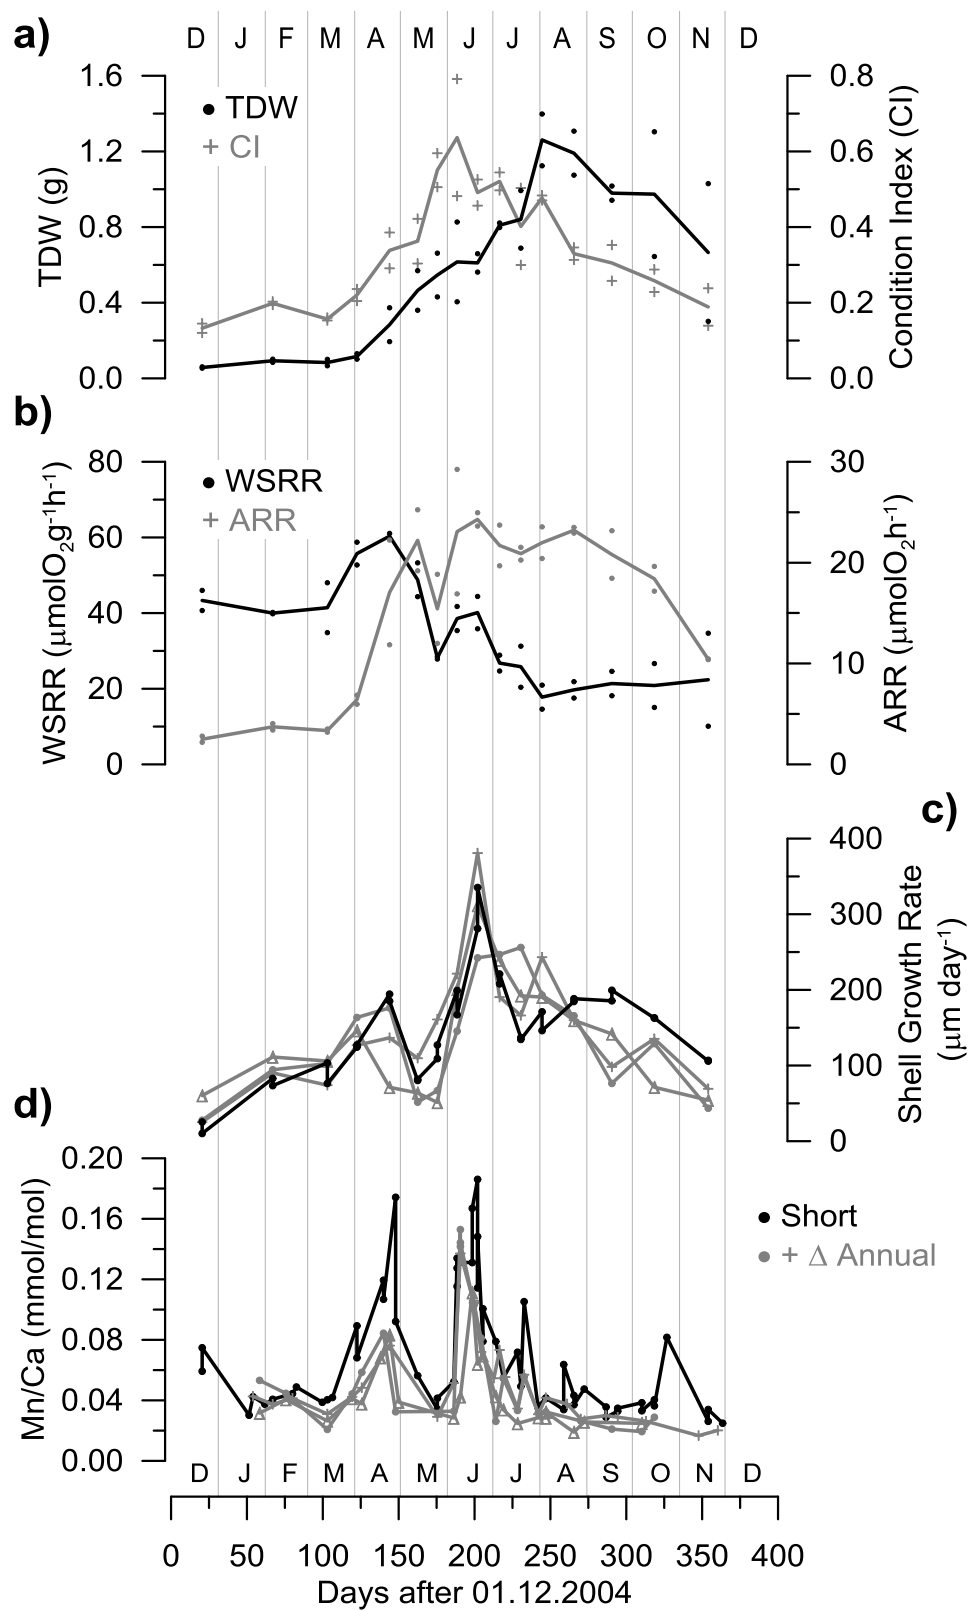 a)
D J F M A M J J A S O N D
1.6 0.8
TDW
CI
1.2 0.6
0.8 0.4
0.4 0.2
0.0 0.0
TDW (g)
Condition Index (CI)
b)
80 30
WSRR
ARR
60
20
40
10
20
0 0
WSRR (μmolO₂g⁻¹h⁻¹)
ARR (μmolO₂h⁻¹)
c)
400
300
200
100
0
Shell Growth Rate
(μm day⁻¹)
d)
0.20
0.16
0.12
0.08
0.04
0.00
Mn/Ca (mmol/mol)
Short
+ Δ Annual
D J F M A M J J A S O N D
0 50 100 150 200 250 300 350 400
Days after 01.12.2004